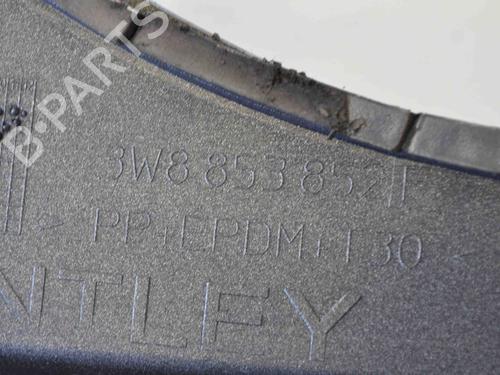 B-PARTS
3W8 853 852
> PP+EPDM+T30 <
NTLEY